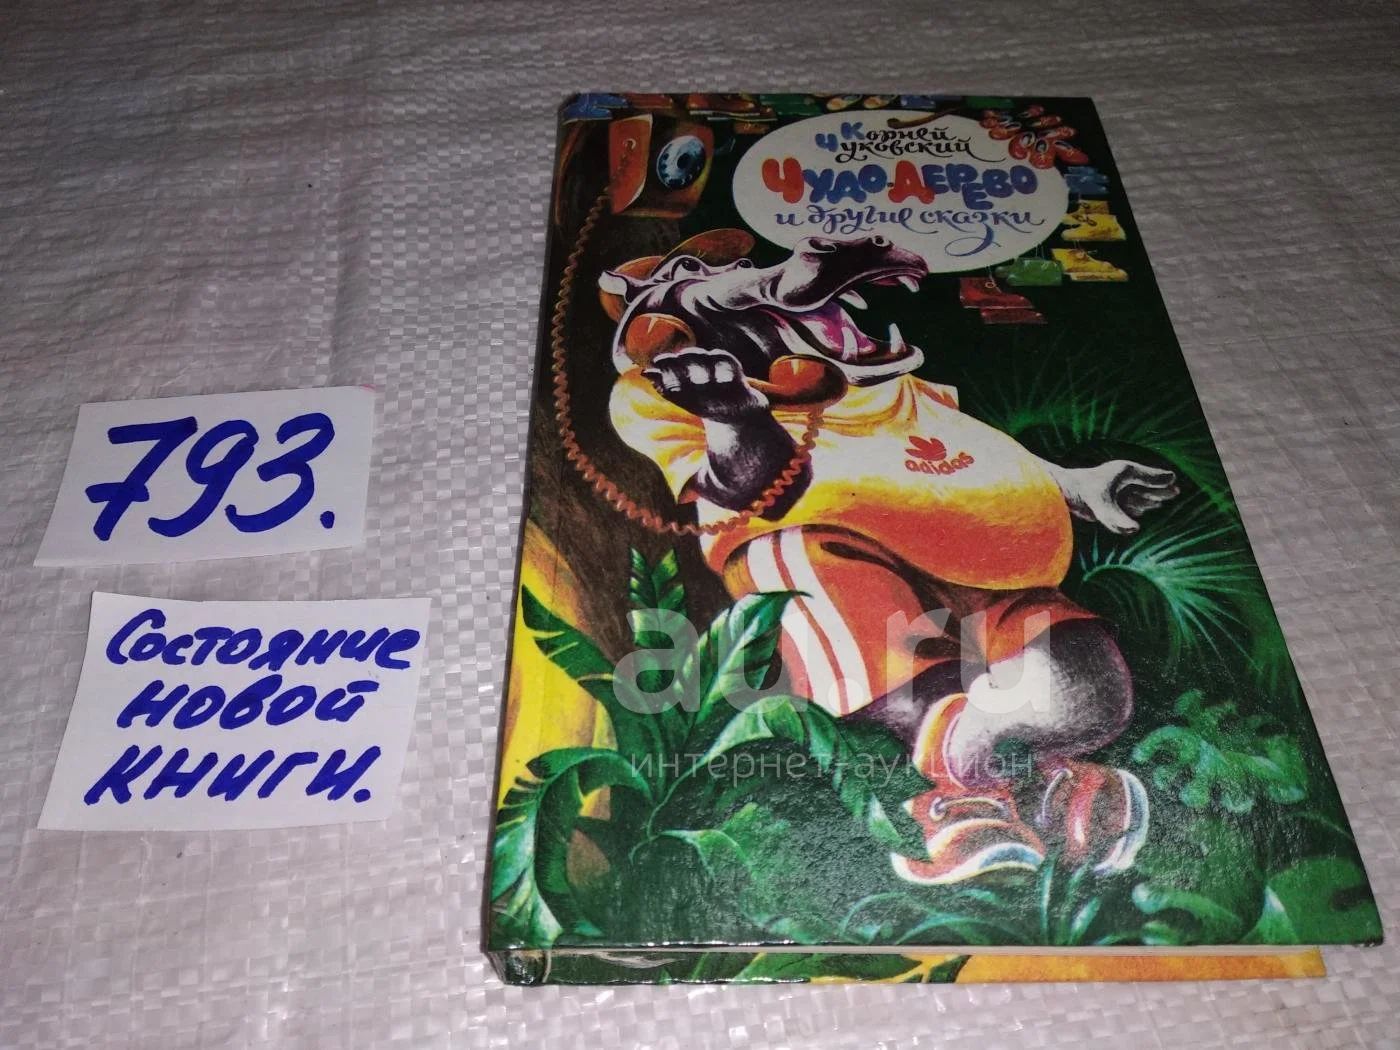 Корней
Чуковский
Чудо-дерево
и другие сказки
adidas
793.
Состояние
новой
книги.
au.ru
интернет-аукцион